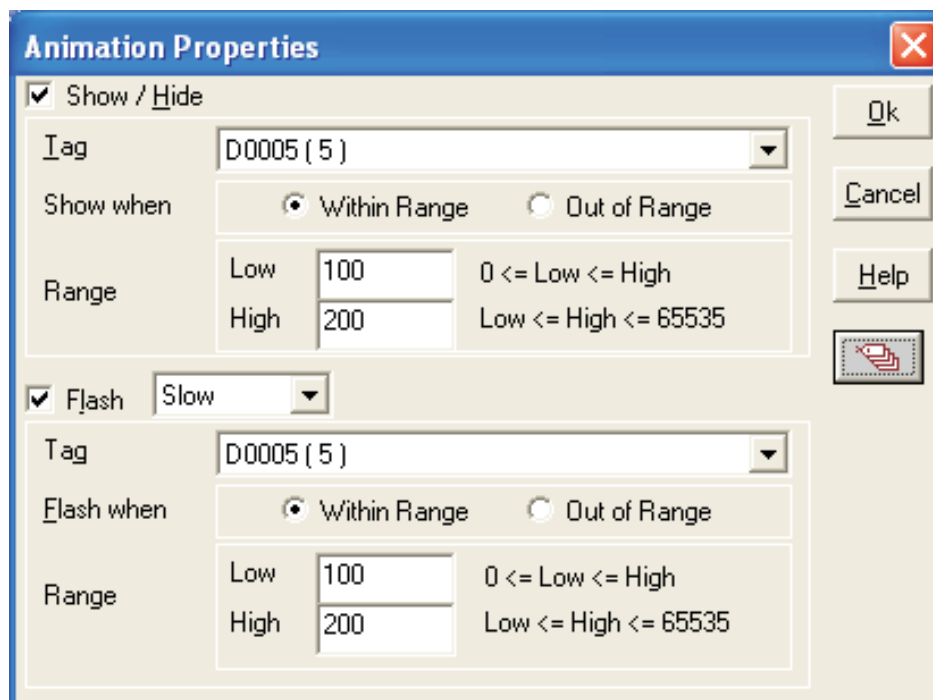 Animation Properties
Show / Hide
Ok
Tag
D0005 ( 5 )
Show when
Within Range
Out of Range
Cancel
Range
Low
100
0 <= Low <= High
Help
High
200
Low <= High <= 65535
Flash
Slow
Tag
D0005 ( 5 )
Flash when
Within Range
Out of Range
Range
Low
100
0 <= Low <= High
High
200
Low <= High <= 65535